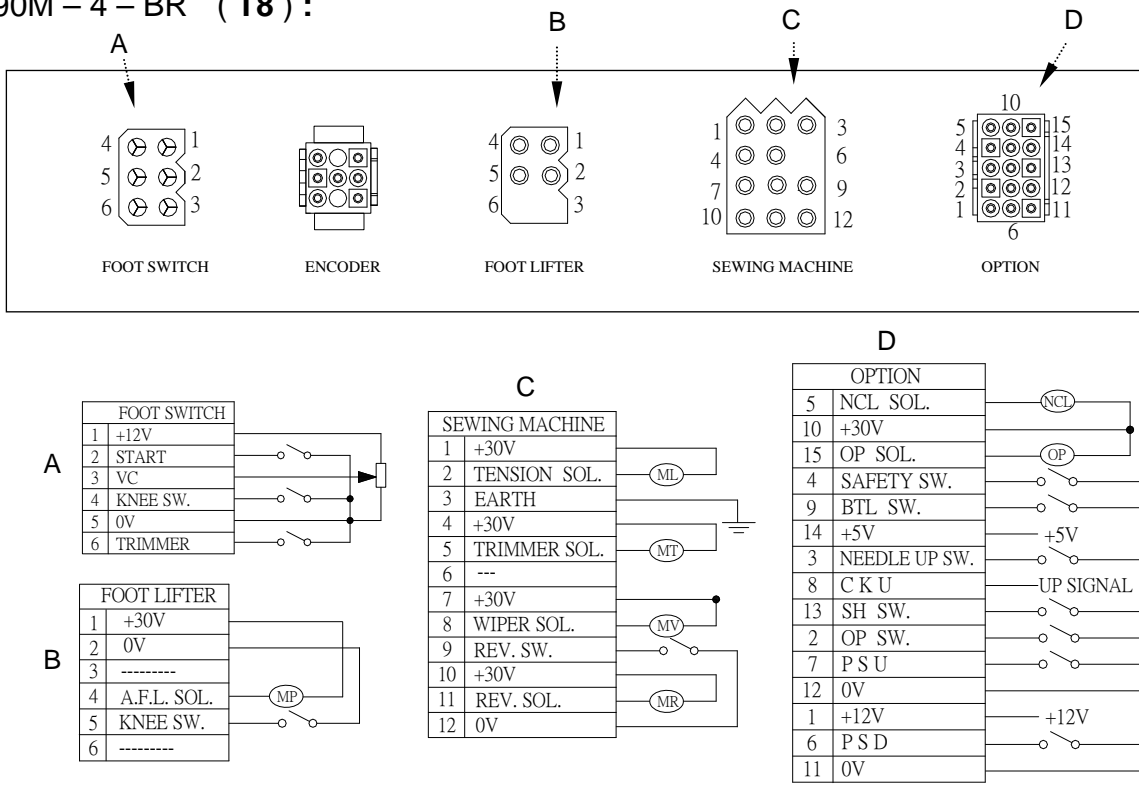 90M – 4 – BR ( T8 ) :
A
B
C
D
4 1
5 2
6 3
FOOT SWITCH
ENCODER
4 1
5 2
6 3
FOOT LIFTER
1 3
4 6
7 9
10 12
SEWING MACHINE
10
5 15
4 14
3 13
2 12
1 11
6
OPTION
A
FOOT SWITCH
1 +12V
2 START
3 VC
4 KNEE SW.
5 0V
6 TRIMMER
B
FOOT LIFTER
1 +30V
2 0V
3 ---------
4 A.F.L. SOL. MP
5 KNEE SW.
6 ---------
C
SEWING MACHINE
1 +30V
2 TENSION SOL. ML
3 EARTH
4 +30V
5 TRIMMER SOL. MT
6 ---
7 +30V
8 WIPER SOL. MV
9 REV. SW.
10 +30V
11 REV. SOL. MR
12 0V
D
OPTION
5 NCL SOL. NCL
10 +30V
15 OP SOL. OP
4 SAFETY SW.
9 BTL SW.
14 +5V +5V
3 NEEDLE UP SW.
8 C K U UP SIGNAL
13 SH SW.
2 OP SW.
7 P S U
12 0V
1 +12V +12V
6 P S D
11 0V